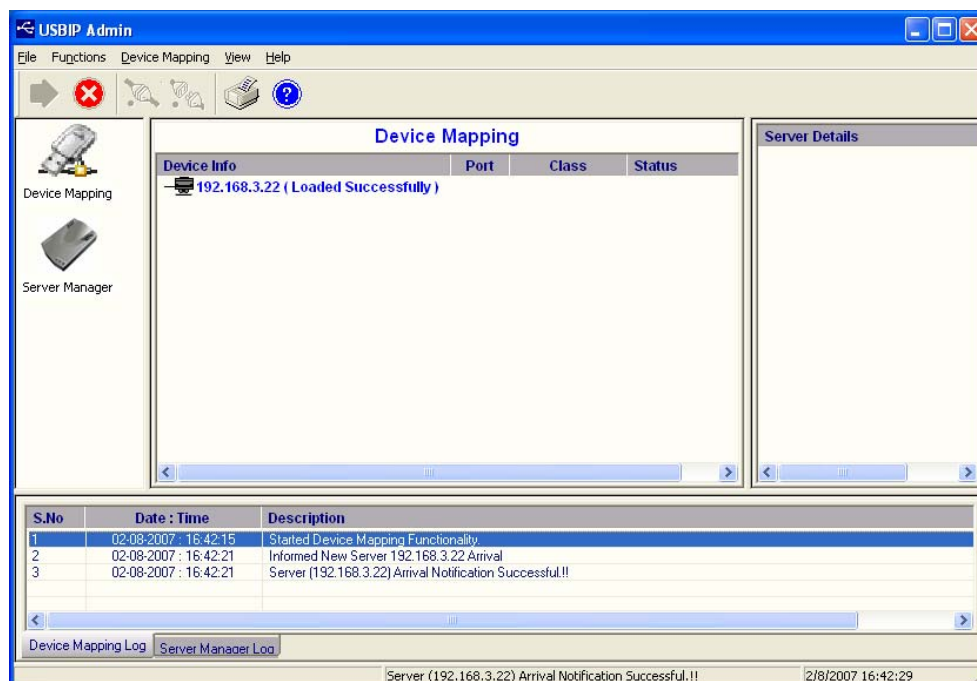 USBIP Admin
File Functions Device Mapping View Help
Device Mapping
Server Manager
Device Mapping
Device Info Port Class Status
192.168.3.22 ( Loaded Successfully )
Server Details
S.No Date : Time Description
1 02-08-2007 : 16:42:15 Started Device Mapping Functionality.
2 02-08-2007 : 16:42:21 Informed New Server 192.168.3.22 Arrival
3 02-08-2007 : 16:42:21 Server (192.168.3.22) Arrival Notification Successful.!!
Device Mapping Log Server Manager Log
Server (192.168.3.22) Arrival Notification Successful.!! 2/8/2007 16:42:29